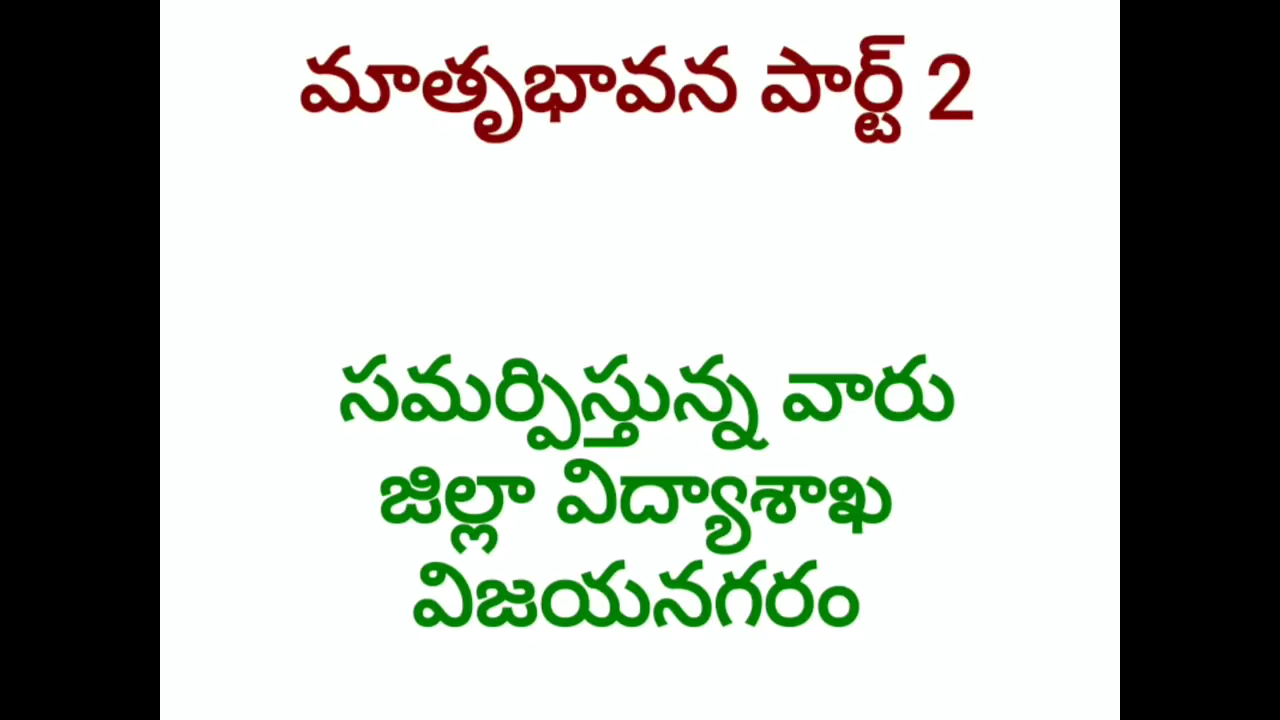 మాతృభావన పార్ట్ 2
సమర్పిస్తున్న వారు
జిల్లా విద్యాశాఖ
విజయనగరం